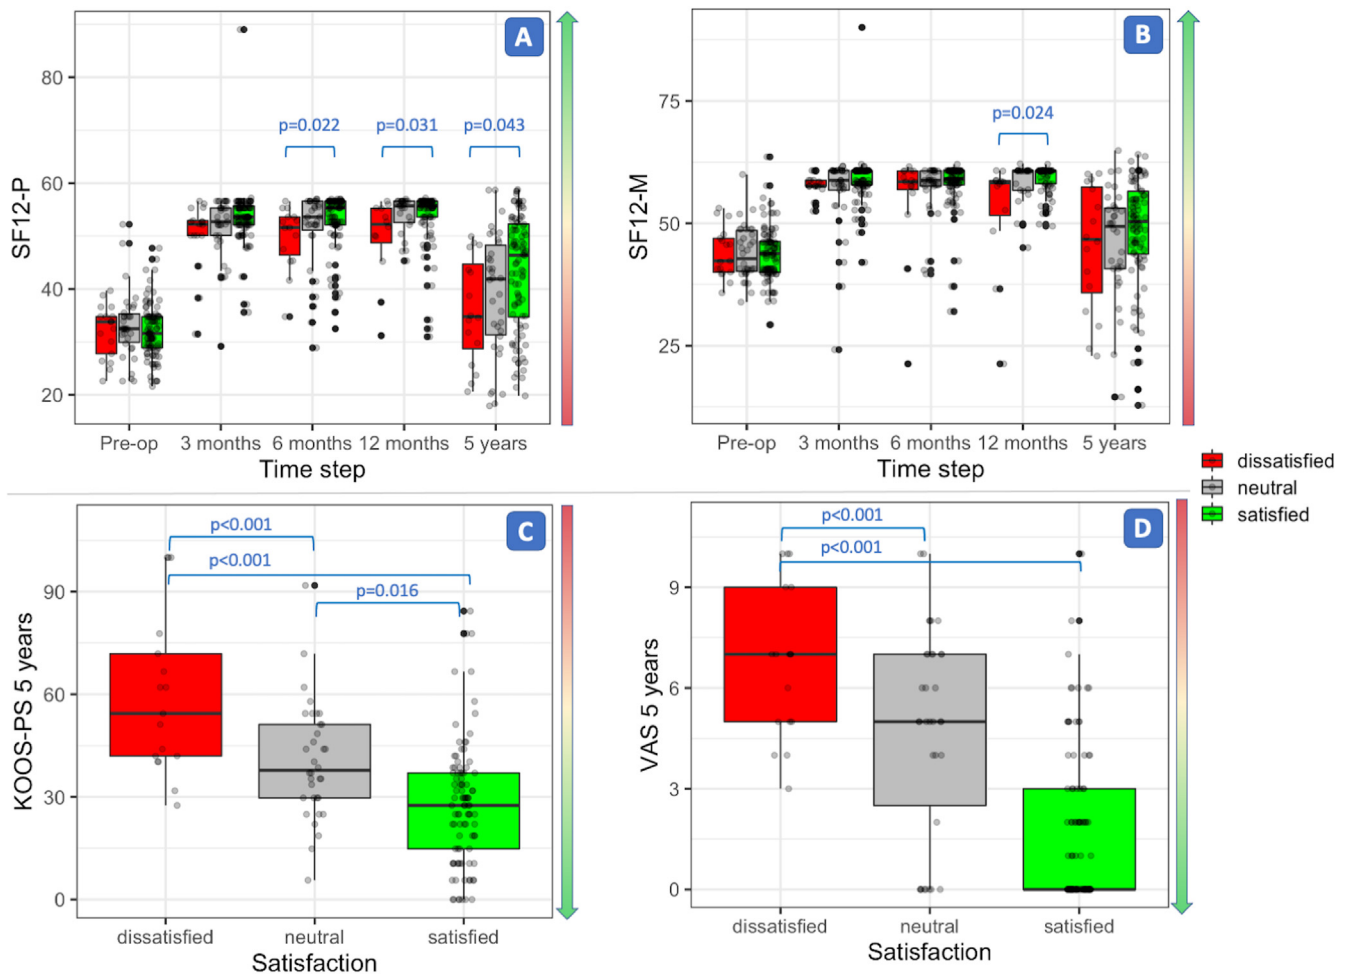 A
80
60
40
20
SF12-P
p=0.022
p=0.031
p=0.043
Pre-op
3 months
6 months
12 months
5 years
Time step
B
75
50
25
SF12-M
p=0.024
Pre-op
3 months
6 months
12 months
5 years
Time step
dissatisfied
neutral
satisfied
C
90
60
30
0
KOOS-PS 5 years
p<0.001
p<0.001
p=0.016
dissatisfied
neutral
satisfied
Satisfaction
D
9
6
3
0
VAS 5 years
p<0.001
p<0.001
dissatisfied
neutral
satisfied
Satisfaction